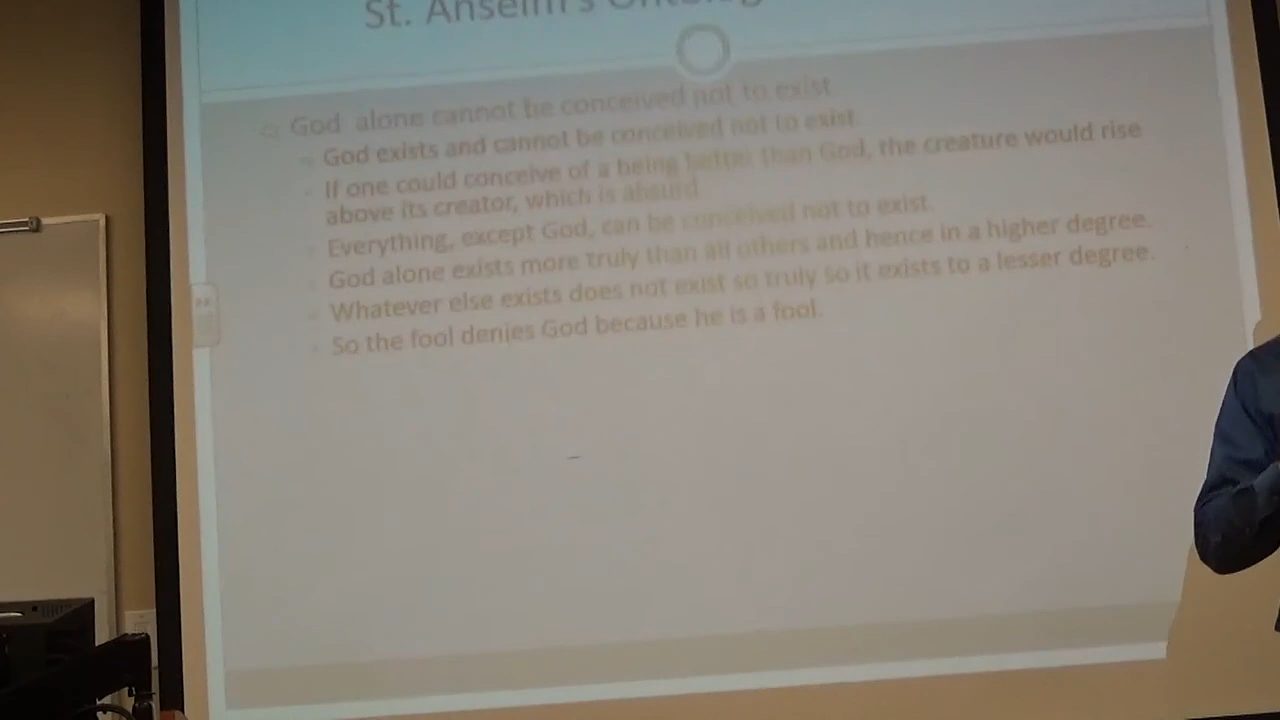 St. Anselm's Ontolog
God alone cannot be conceived not to exist
God exists and cannot be conceived not to exist
If one could conceive of a being better than God, the creature would rise
above its creator, which is absurd
Everything, except God, can be conceived not to exist.
God alone exists more truly than all others and hence in a higher degree.
Whatever else exists does not exist so truly so it exists to a lesser degree.
So the fool denies God because he is a fool.